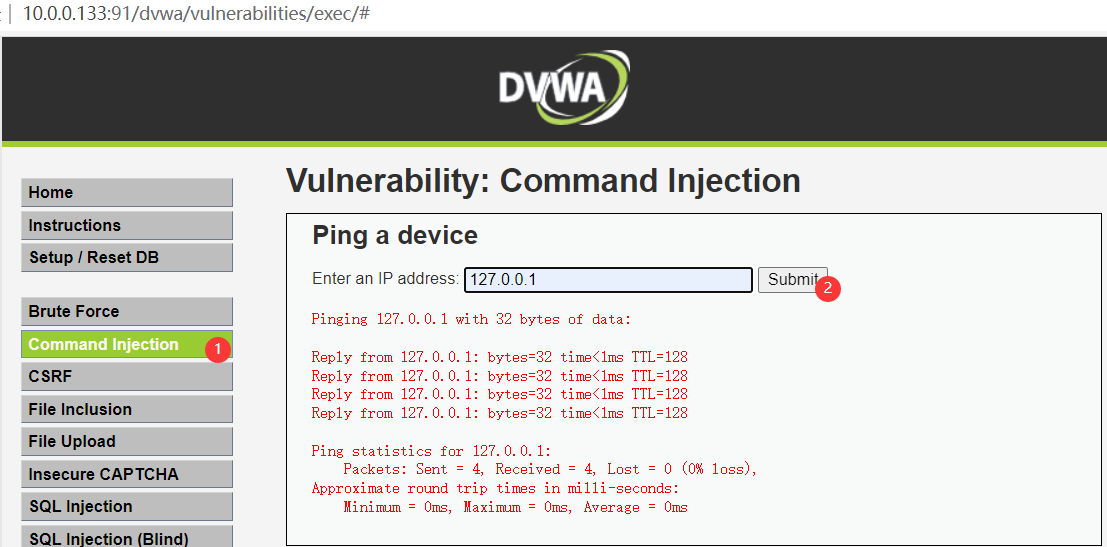 10.0.0.133:91/dvwa/vulnerabilities/exec/#
DVWA
Home
Instructions
Setup / Reset DB
Brute Force
Command Injection 1
CSRF
File Inclusion
File Upload
Insecure CAPTCHA
SQL Injection
SQL Injection (Blind)
Vulnerability: Command Injection
Ping a device
Enter an IP address: 127.0.0.1 Submit 2
Pinging 127.0.0.1 with 32 bytes of data:
Reply from 127.0.0.1: bytes=32 time<1ms TTL=128
Reply from 127.0.0.1: bytes=32 time<1ms TTL=128
Reply from 127.0.0.1: bytes=32 time<1ms TTL=128
Reply from 127.0.0.1: bytes=32 time<1ms TTL=128
Ping statistics for 127.0.0.1:
Packets: Sent = 4, Received = 4, Lost = 0 (0% loss),
Approximate round trip times in milli-seconds:
Minimum = 0ms, Maximum = 0ms, Average = 0ms